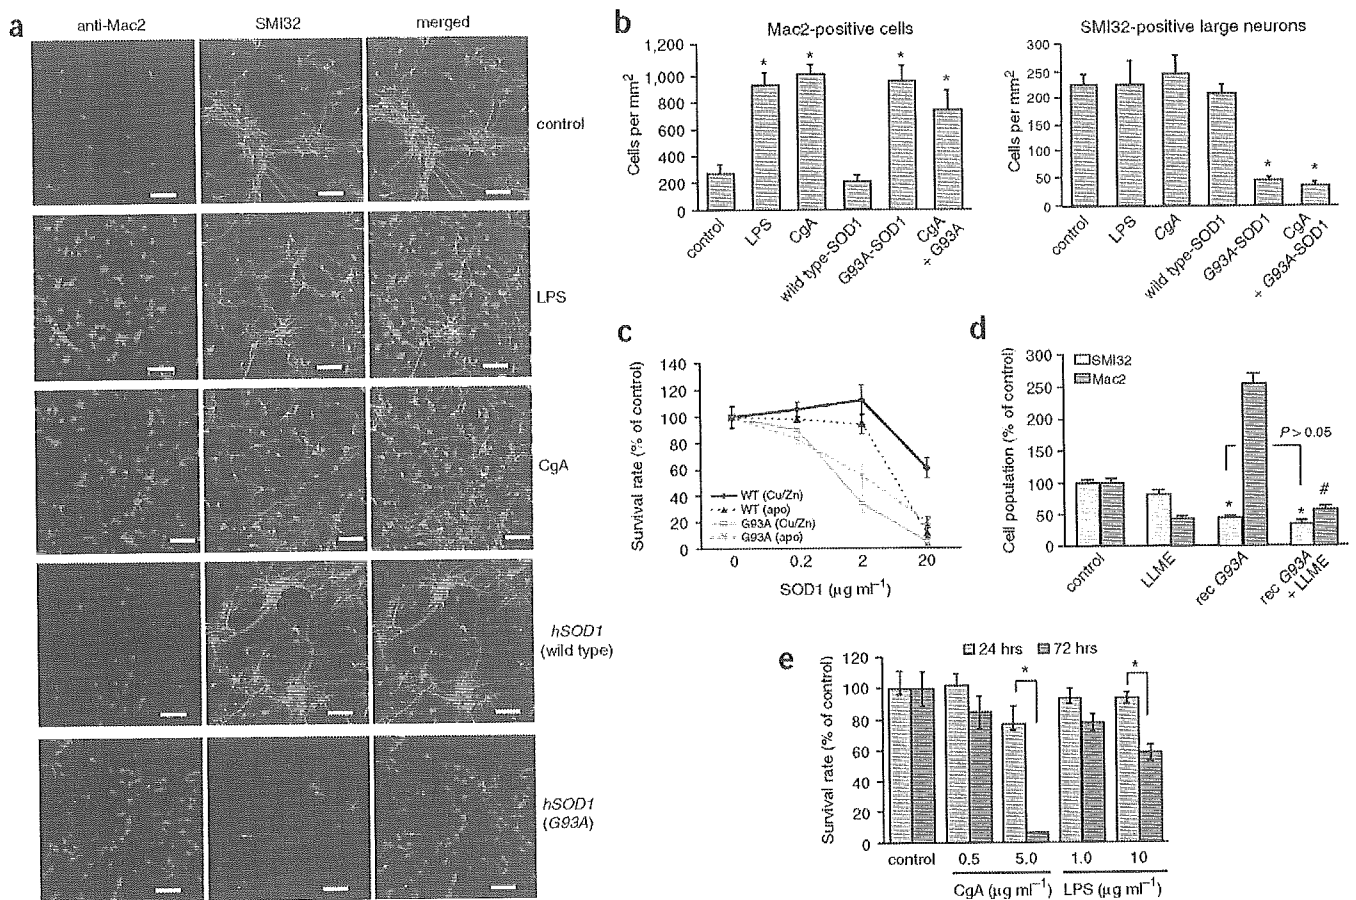 a
anti-Mac2
SMI32
merged
control
LPS
CgA
hSOD1
(wild type)
hSOD1
(G93A)
b
Mac2-positive cells
Cells per mm2
1,200
1,000
800
600
400
200
0
*
*
*
*
control
LPS
CgA
wild type-SOD1
G93A-SOD1
CgA
+ G93A
SMI32-positive large neurons
Cells per mm2
300
250
200
150
100
50
0
*
*
control
LPS
CgA
wild type-SOD1
G93A-SOD1
CgA
+ G93A-SOD1
c
Survival rate (% of control)
140
120
100
80
60
40
20
0
WT (Cu/Zn)
WT (apo)
G93A (Cu/Zn)
G93A (apo)
0
0.2
2
20
SOD1 (μg ml−1)
d
Cell population (% of control)
300
250
200
150
100
50
0
SMI32
Mac2
P > 0.05
*
*
#
control
LLME
rec G93A
rec G93A
+ LLME
e
24 hrs
72 hrs
Survival rate (% of control)
120
100
80
60
40
20
0
*
*
control
0.5
5.0
1.0
10
CgA (μg ml−1)
LPS (μg ml−1)